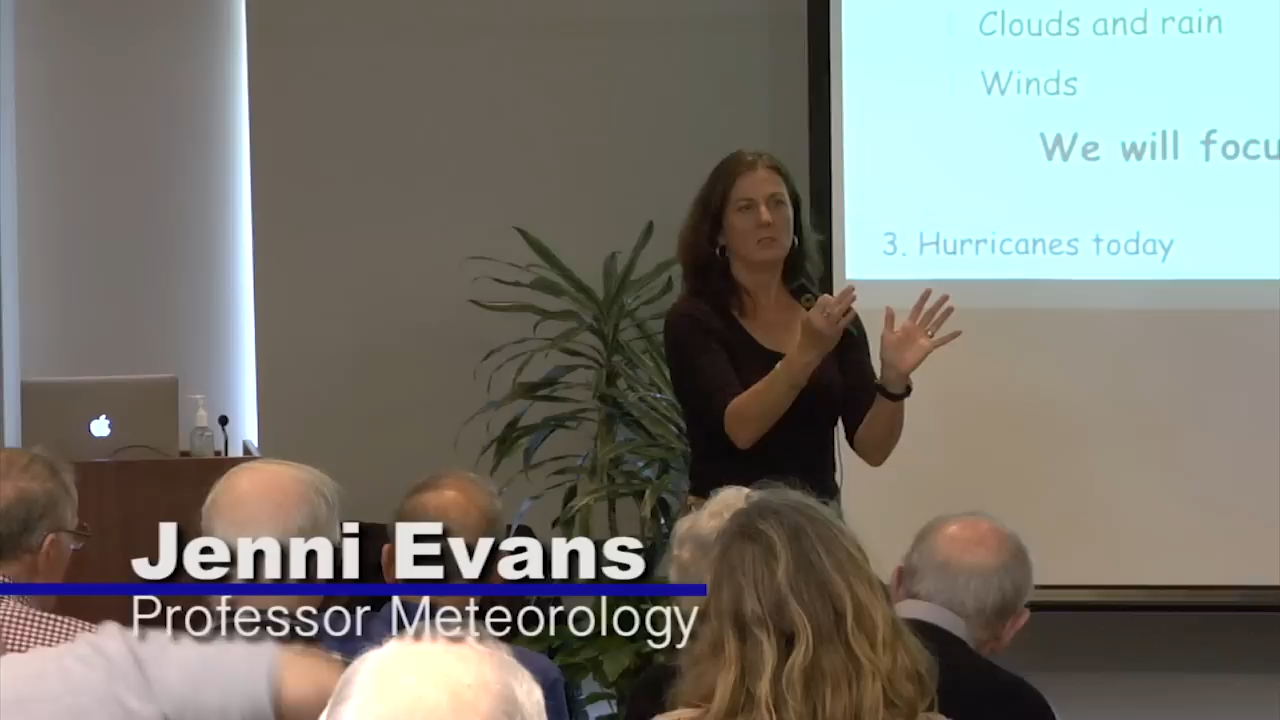 Clouds and rain
Winds
We will focu
3. Hurricanes today
Jenni Evans
Professor Meteorology